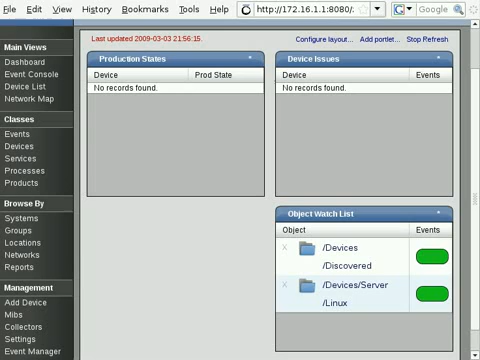 File Edit View History Bookmarks Tools Help
http://172.16.1.1:8080/
Google
Last updated 2009-03-03 21:56:15.
Configure layout... Add portlet... Stop Refresh
Main Views
Dashboard
Event Console
Device List
Network Map
Classes
Events
Devices
Services
Processes
Products
Browse By
Systems
Groups
Locations
Networks
Reports
Management
Add Device
Mibs
Collectors
Settings
Event Manager
Production States *
Device Prod State
No records found.
Device Issues *
Device Events
No records found.
Object Watch List *
Object Events
X /Devices
/Discovered
X /Devices/Server
/Linux